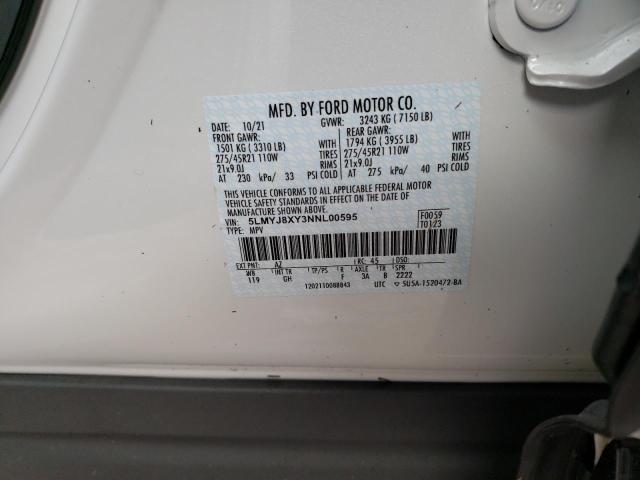 MFD. BY FORD MOTOR CO.
DATE: 10/21 GVWR: 3243 KG ( 7150 LB)
FRONT GAWR: REAR GAWR:
1501 KG ( 3310 LB) WITH 1794 KG ( 3955 LB) WITH
275/45R21 110W TIRES 275/45R21 110W TIRES
21x9.0J RIMS 21x9.0J RIMS
AT 230 kPa/ 33 PSI COLD AT 275 kPa/ 40 PSI COLD
THIS VEHICLE CONFORMS TO ALL APPLICABLE FEDERAL MOTOR
VEHICLE SAFETY STANDARDS IN EFFECT ON THE DATE OF
MANUFACTURE SHOWN ABOVE.
VIN: 5LMYJ8XY3NNL00595 F0059
TYPE: MPV T0123
EXT PNT: AZ RC: 45 DSO:
WB INT TR TP/PS R AXLE TR SPR
119 GH F 3A B 2222
1202110088043 UTC ▽ 5U5A-1520472-BA